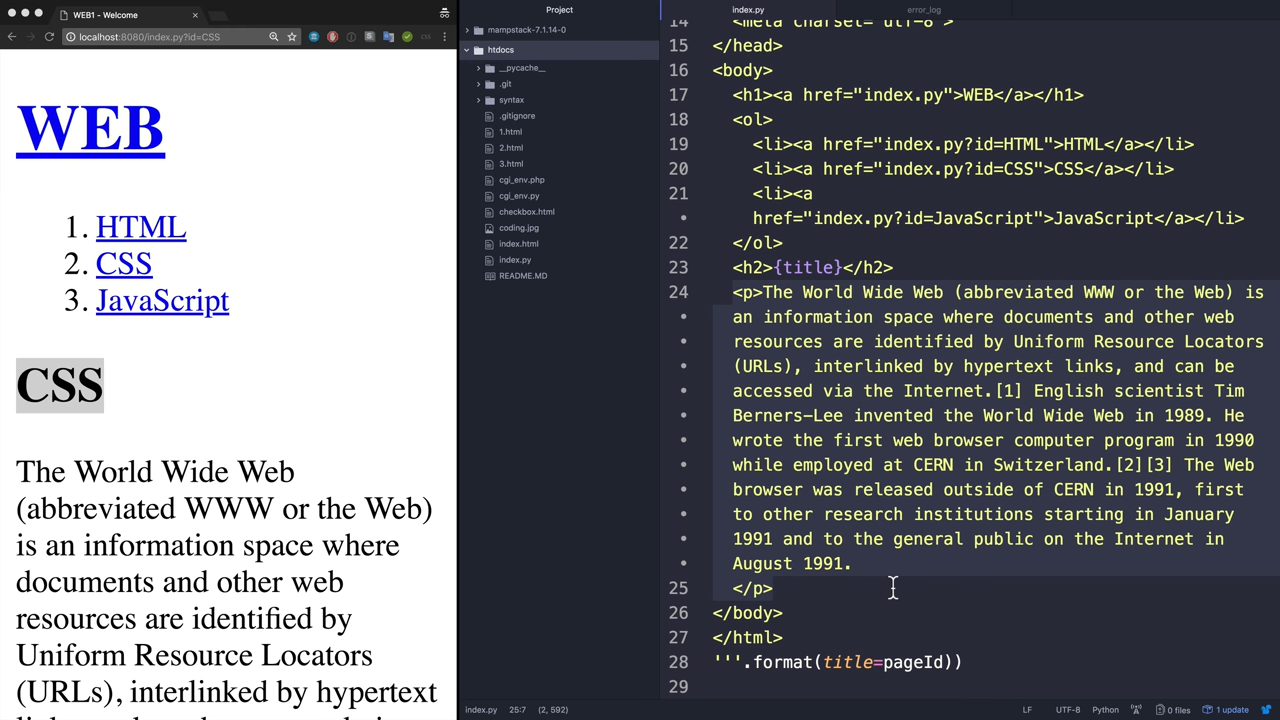 WEB1 - Welcome
localhost:8080/index.py?id=CSS
WEB
1. HTML
2. CSS
3. JavaScript
CSS
The World Wide Web
(abbreviated WWW or the Web)
is an information space where
documents and other web
resources are identified by
Uniform Resource Locators
(URLs), interlinked by hypertext
Project
mampstack-7.1.14-0
htdocs
__pycache__
.git
syntax
.gitignore
1.html
2.html
3.html
cgi_env.php
cgi_env.py
checkbox.html
coding.jpg
index.html
index.py
README.MD
index.py
error_log
14 <meta charset="utf-8">
15 </head>
16 <body>
17 <h1><a href="index.py">WEB</a></h1>
18 <ol>
19 <li><a href="index.py?id=HTML">HTML</a></li>
20 <li><a href="index.py?id=CSS">CSS</a></li>
21 <li><a
href="index.py?id=JavaScript">JavaScript</a></li>
22 </ol>
23 <h2>{title}</h2>
24 <p>The World Wide Web (abbreviated WWW or the Web) is
an information space where documents and other web
resources are identified by Uniform Resource Locators
(URLs), interlinked by hypertext links, and can be
accessed via the Internet.[1] English scientist Tim
Berners-Lee invented the World Wide Web in 1989. He
wrote the first web browser computer program in 1990
while employed at CERN in Switzerland.[2][3] The Web
browser was released outside of CERN in 1991, first
to other research institutions starting in January
1991 and to the general public on the Internet in
August 1991.
25 </p>
26 </body>
27 </html>
28 '''.format(title=pageId))
29
index.py 25:7 (2, 592)
LF UTF-8 Python 0 files 1 update